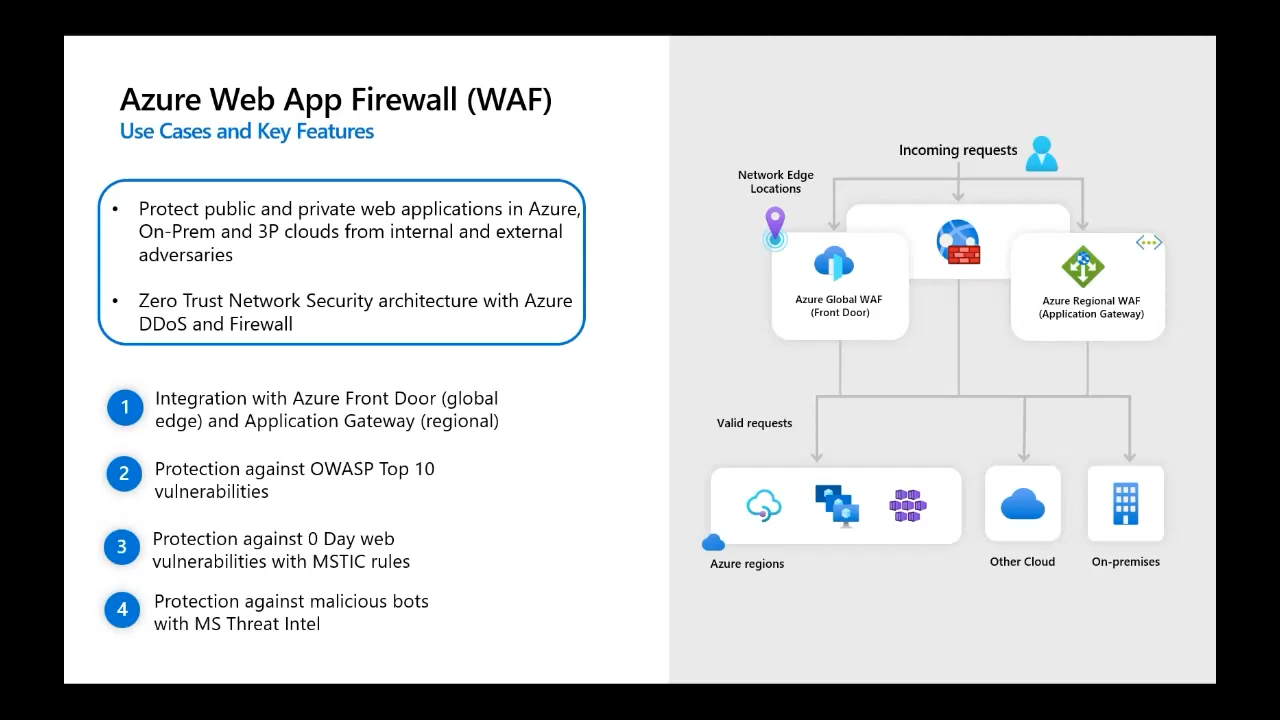 Azure Web App Firewall (WAF)
Use Cases and Key Features
• Protect public and private web applications in Azure,
On-Prem and 3P clouds from internal and external
adversaries
• Zero Trust Network Security architecture with Azure
DDoS and Firewall
1 Integration with Azure Front Door (global
edge) and Application Gateway (regional)
2 Protection against OWASP Top 10
vulnerabilities
3 Protection against 0 Day web
vulnerabilities with MSTIC rules
4 Protection against malicious bots
with MS Threat Intel
Incoming requests
Network Edge
Locations
Azure Global WAF
(Front Door)
Azure Regional WAF
(Application Gateway)
Valid requests
Azure regions
Other Cloud
On-premises